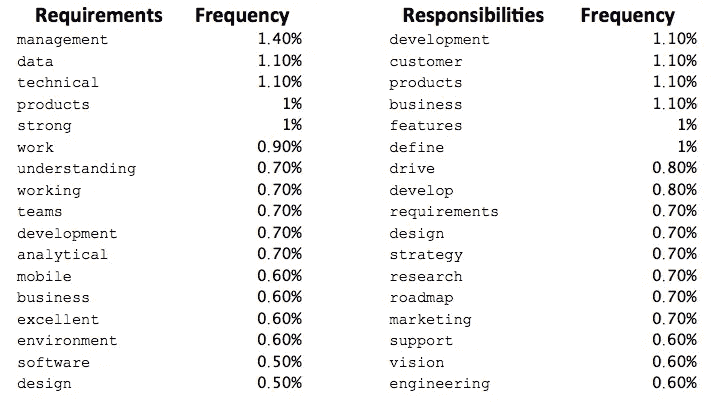 Requirements Frequency Responsibilities Frequency
management 1.40% development 1.10%
data 1.10% customer 1.10%
technical 1.10% products 1.10%
products 1% business 1.10%
strong 1% features 1%
work 0.90% define 1%
understanding 0.70% drive 0.80%
working 0.70% develop 0.80%
teams 0.70% requirements 0.70%
development 0.70% design 0.70%
analytical 0.70% strategy 0.70%
mobile 0.60% research 0.70%
business 0.60% roadmap 0.70%
excellent 0.60% marketing 0.70%
environment 0.60% support 0.60%
software 0.50% vision 0.60%
design 0.50% engineering 0.60%